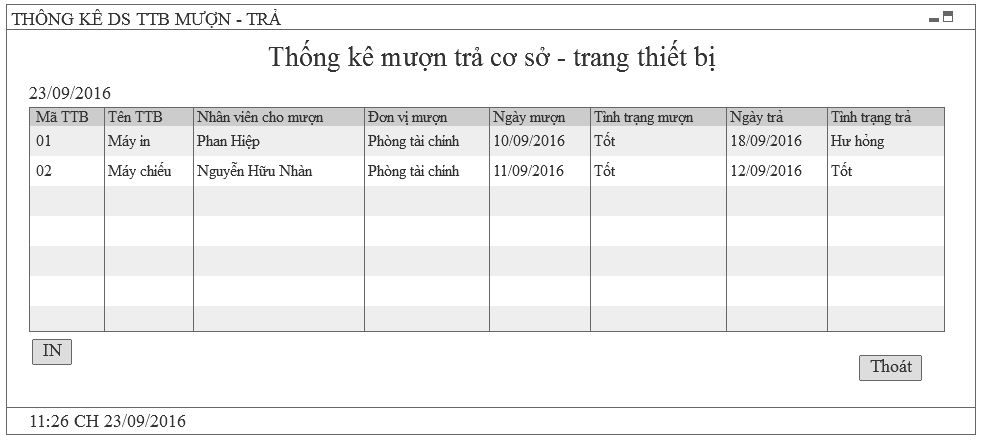 THỐNG KÊ DS TTB MƯỢN - TRẢ
Thống kê mượn trả cơ sở - trang thiết bị
23/09/2016
Mã TTB Tên TTB Nhân viên cho mượn Đơn vị mượn Ngày mượn Tình trạng mượn Ngày trả Tình trạng trả
01 Máy in Phan Hiệp Phòng tài chính 10/09/2016 Tốt 18/09/2016 Hư hỏng
02 Máy chiếu Nguyễn Hữu Nhàn Phòng tài chính 11/09/2016 Tốt 12/09/2016 Tốt
IN
Thoát
11:26 CH 23/09/2016